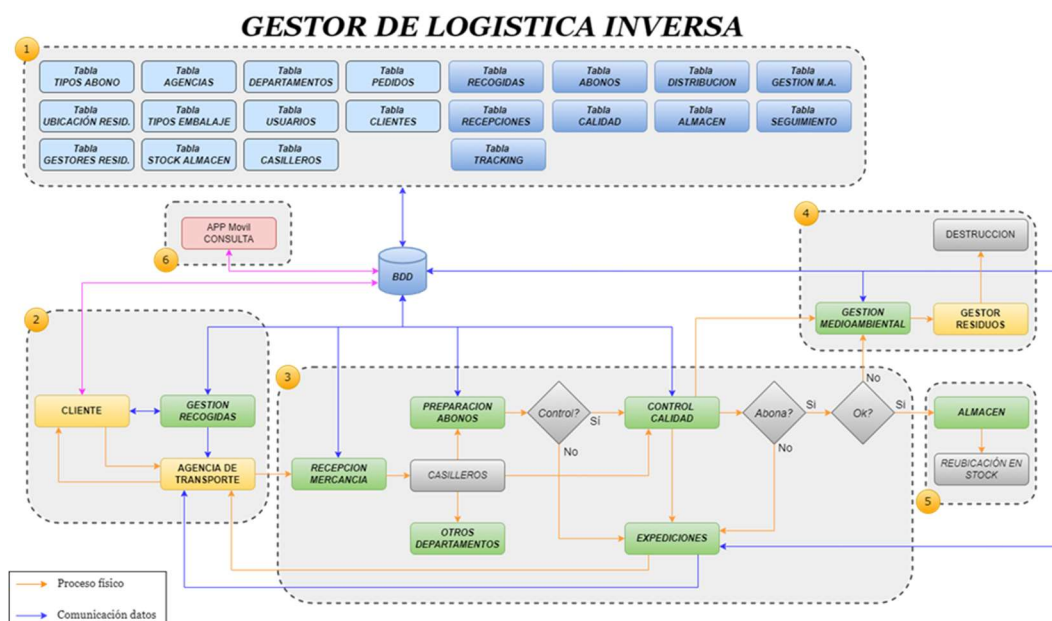 GESTOR DE LOGISTICA INVERSA
1
Tabla
TIPOS ABONO
Tabla
AGENCIAS
Tabla
DEPARTAMENTOS
Tabla
PEDIDOS
Tabla
RECOGIDAS
Tabla
ABONOS
Tabla
DISTRIBUCION
Tabla
GESTION M.A.
Tabla
UBICACIÓN RESID.
Tabla
TIPOS EMBALAJE
Tabla
USUARIOS
Tabla
CLIENTES
Tabla
RECEPCIONES
Tabla
CALIDAD
Tabla
ALMACEN
Tabla
SEGUIMIENTO
Tabla
GESTORES RESID.
Tabla
STOCK ALMACEN
Tabla
CASILLEROS
Tabla
TRACKING
APP Movil
CONSULTA
6
BDD
4
DESTRUCCION
GESTION
MEDIOAMBIENTAL
GESTOR
RESIDUOS
2
CLIENTE
GESTION
RECOGIDAS
AGENCIA DE
TRANSPORTE
3
PREPARACION
ABONOS
Control?
Sí
No
CONTROL
CALIDAD
Abona?
Si
No
Ok?
No
Si
RECEPCION
MERCANCIA
CASILLEROS
OTROS
DEPARTAMENTOS
EXPEDICIONES
ALMACEN
REUBICACIÓN EN
STOCK
5
Proceso físico
Comunicación datos